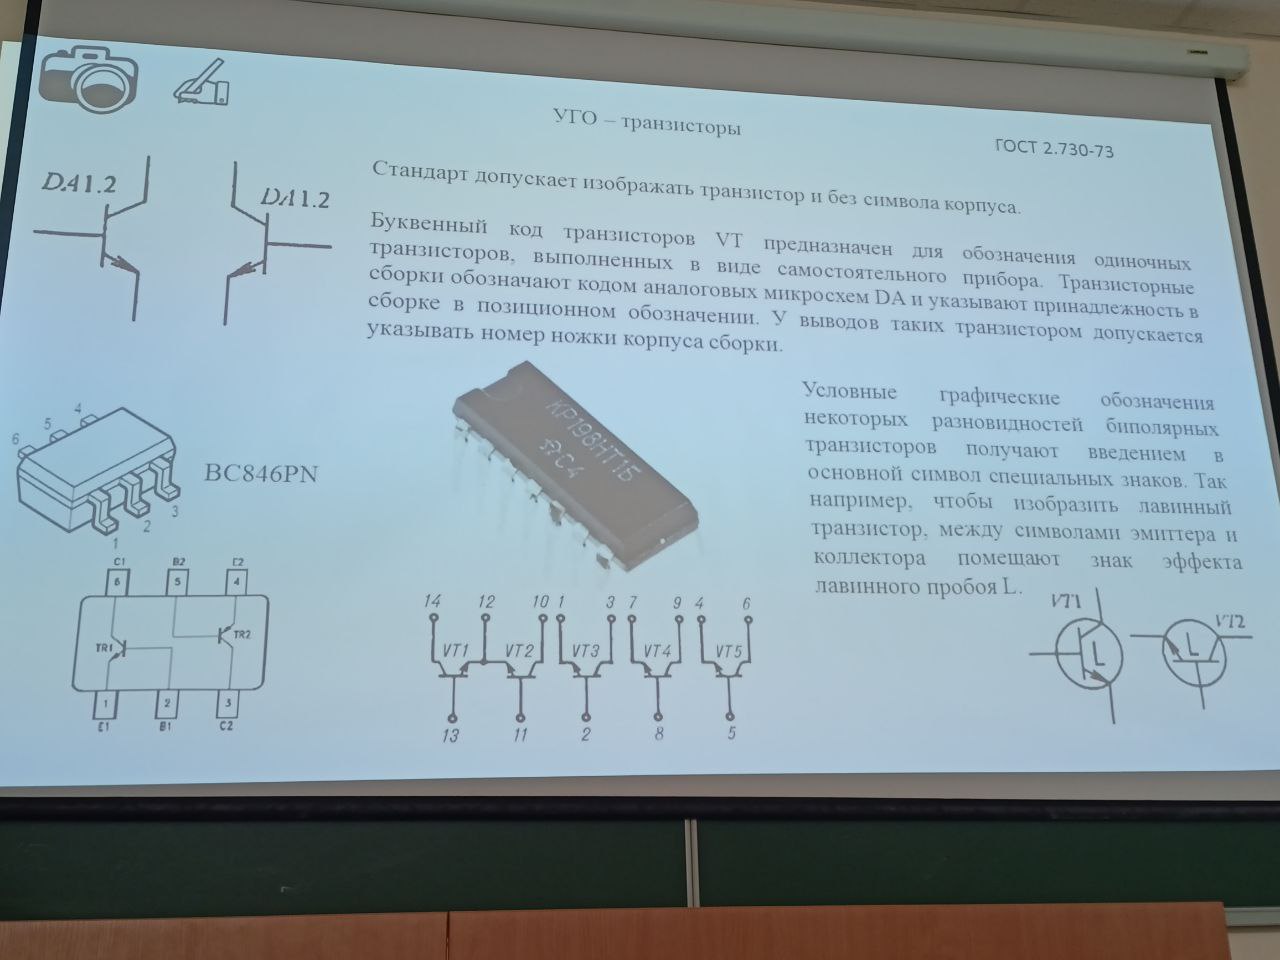 УГО – транзисторы
ГОСТ 2.730-73
DA1.2
DA1.2
Стандарт допускает изображать транзистор и без символа корпуса.
Буквенный код транзисторов VT предназначен для обозначения одиночных
транзисторов, выполненных в виде самостоятельного прибора. Транзисторные
сборки обозначают кодом аналоговых микросхем DA и указывают принадлежность в
сборке в позиционном обозначении. У выводов таких транзистором допускается
указывать номер ножки корпуса сборки.
6 5 4
1 2 3
BC846PN
C1 B2 E2
6 5 4
TR1 TR2
1 2 3
E1 B1 C2
КР198НТ1Б
С4
14 12 10 1 3 7 9 4 6
VT1 VT2 VT3 VT4 VT5
13 11 2 8 5
Условные графические обозначения
некоторых разновидностей биполярных
транзисторов получают введением в
основной символ специальных знаков. Так
например, чтобы изобразить лавинный
транзистор, между символами эмиттера и
коллектора помещают знак эффекта
лавинного пробоя L.
VT1 VT2
L L